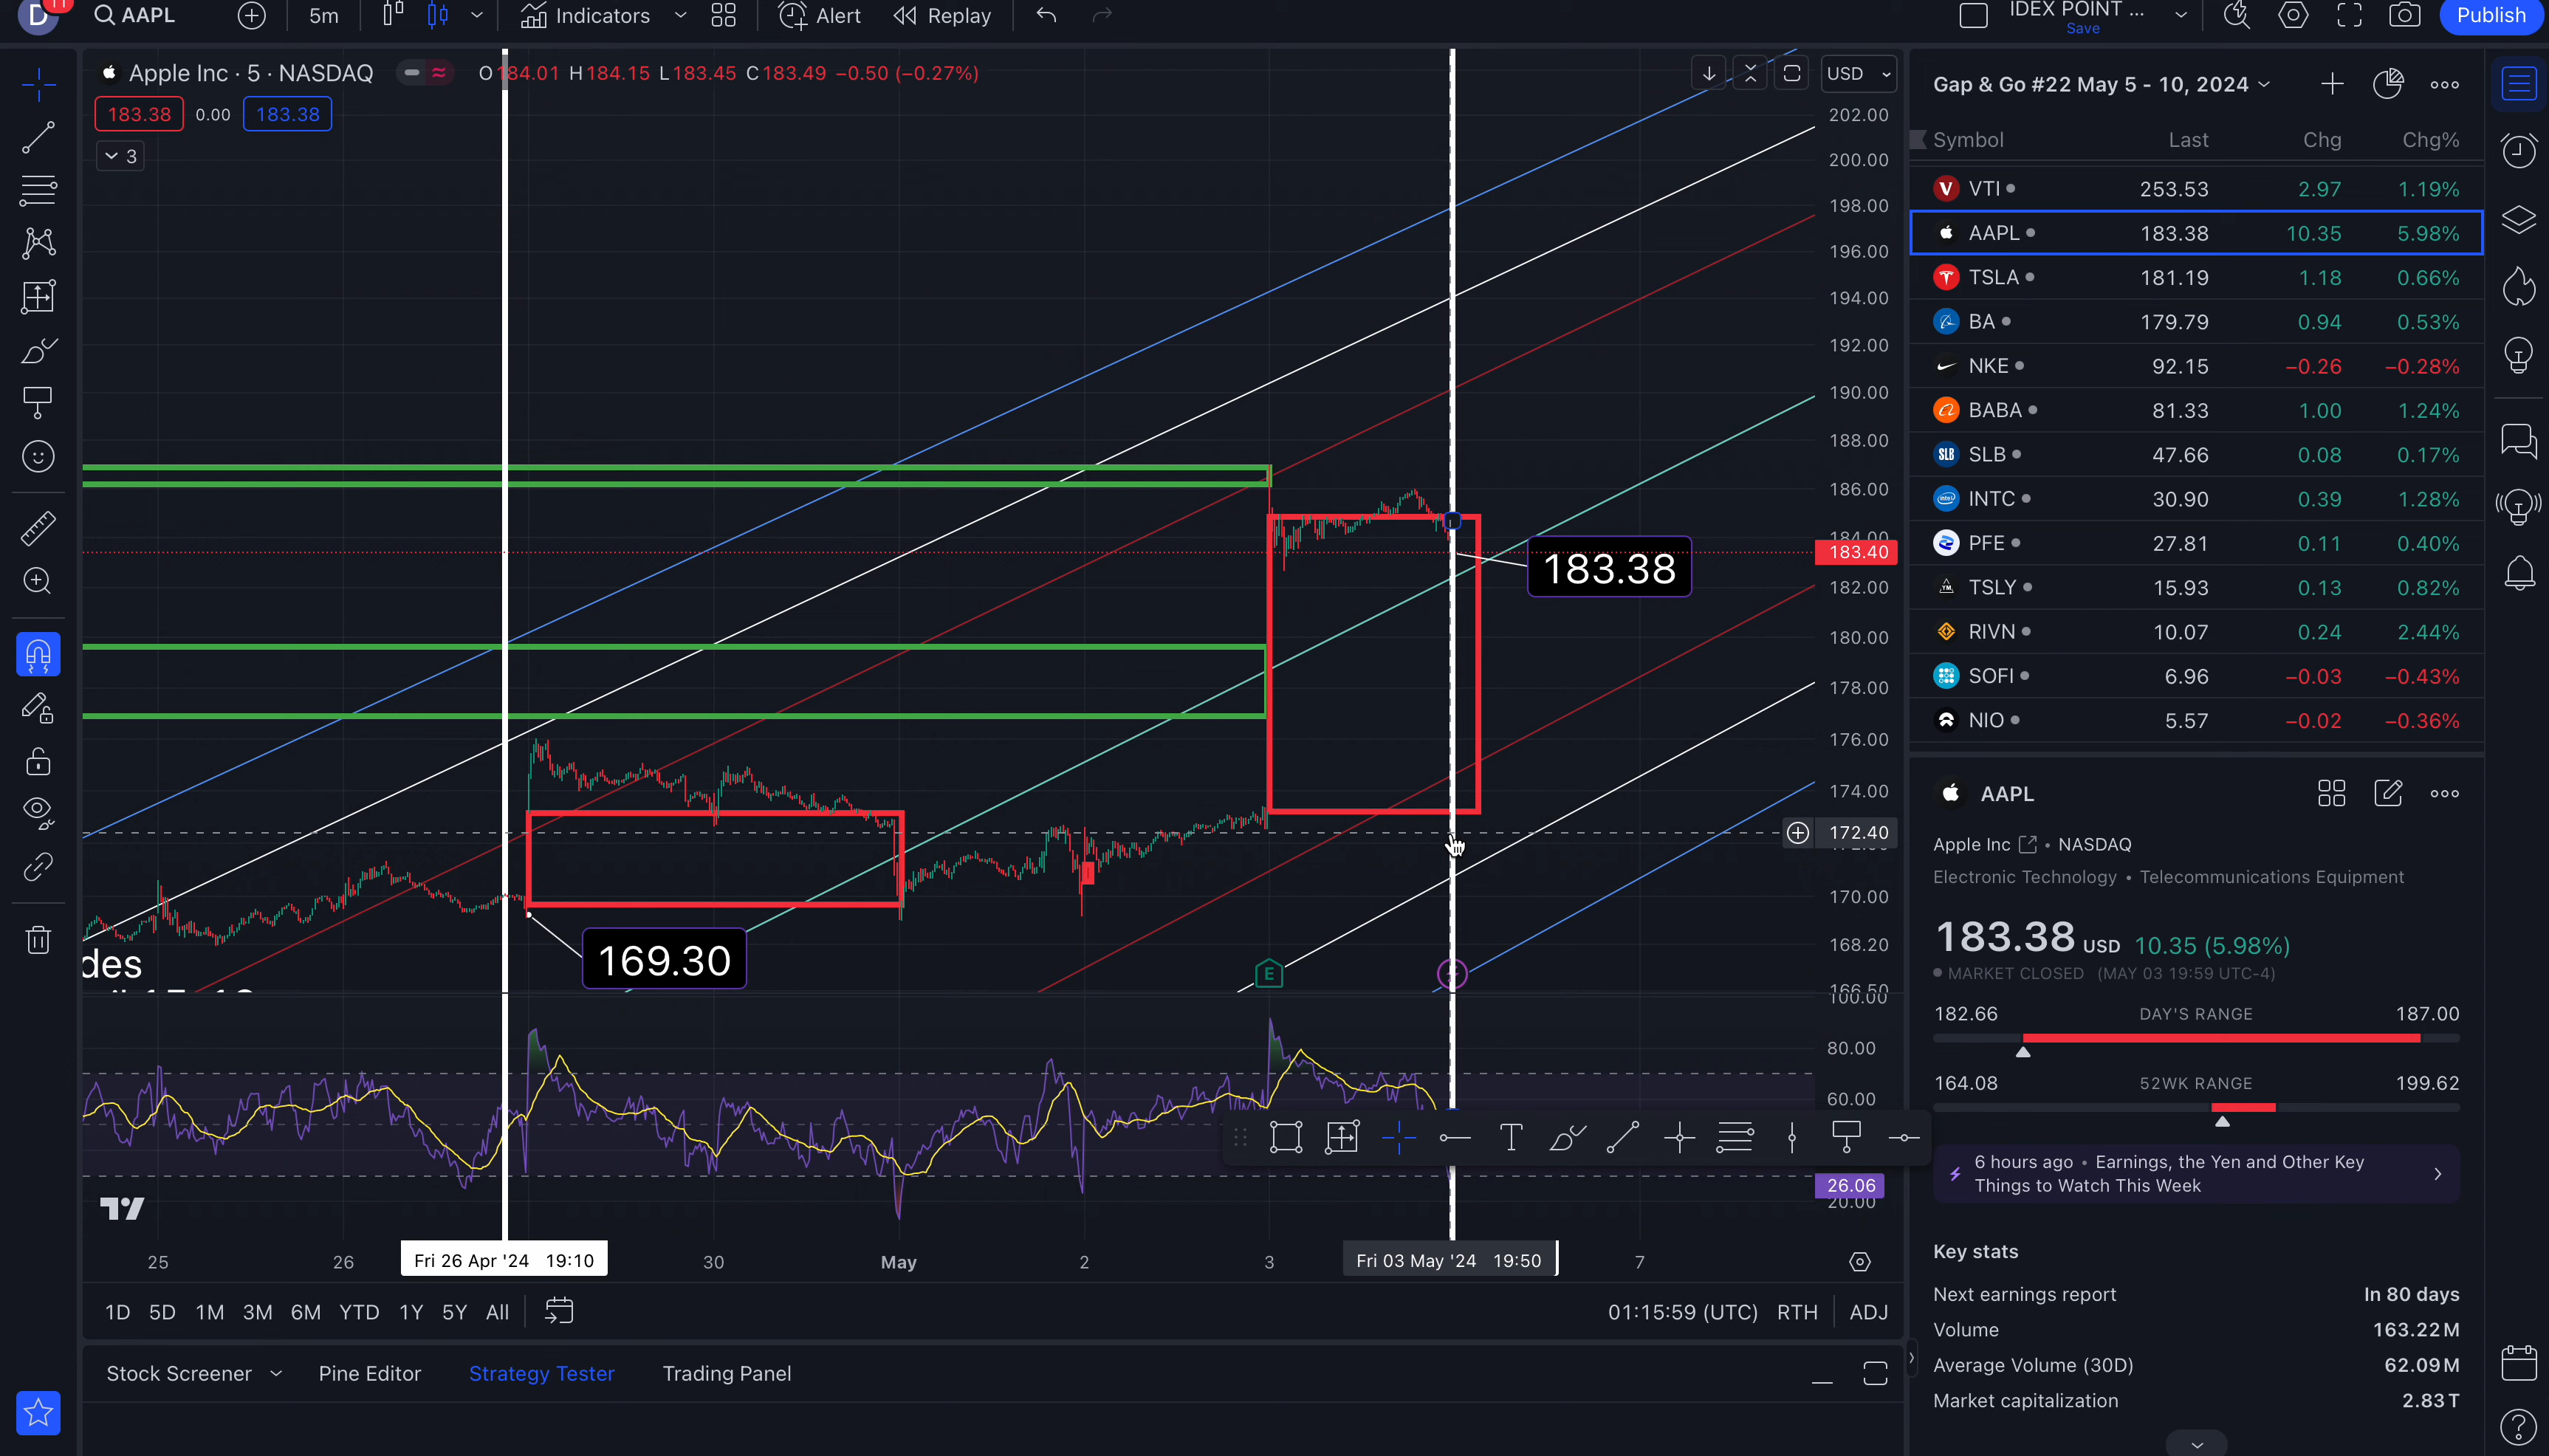 D 11 AAPL 5m Indicators Alert Replay IDEX POINT ... Save Publish
Apple Inc · 5 · NASDAQ O184.01 H184.15 L183.45 C183.49 −0.50 (−0.27%) USD
183.38 0.00 183.38
3
202.00
200.00
198.00
196.00
194.00
192.00
190.00
188.00
186.00
184.00
183.40
182.00
180.00
178.00
176.00
174.00
172.40
170.00
168.20
166.50
183.38
169.30
des
E
100.00
80.00
60.00
26.06
20.00
25 26 Fri 26 Apr '24 19:10 30 May 2 3 Fri 03 May '24 19:50 7
1D 5D 1M 3M 6M YTD 1Y 5Y All 01:15:59 (UTC) RTH ADJ
Stock Screener Pine Editor Strategy Tester Trading Panel
Gap & Go #22 May 5 - 10, 2024
Symbol Last Chg Chg%
VTI 253.53 2.97 1.19%
AAPL 183.38 10.35 5.98%
TSLA 181.19 1.18 0.66%
BA 179.79 0.94 0.53%
NKE 92.15 −0.26 −0.28%
BABA 81.33 1.00 1.24%
SLB SLB 47.66 0.08 0.17%
INTC 30.90 0.39 1.28%
PFE 27.81 0.11 0.40%
TSLY 15.93 0.13 0.82%
RIVN 10.07 0.24 2.44%
SOFI 6.96 −0.03 −0.43%
NIO 5.57 −0.02 −0.36%
AAPL
Apple Inc • NASDAQ
Electronic Technology • Telecommunications Equipment
183.38 USD 10.35 (5.98%)
MARKET CLOSED (MAY 03 19:59 UTC-4)
182.66 DAY'S RANGE 187.00
164.08 52WK RANGE 199.62
6 hours ago • Earnings, the Yen and Other Key
Things to Watch This Week
Key stats
Next earnings report In 80 days
Volume 163.22M
Average Volume (30D) 62.09M
Market capitalization 2.83T